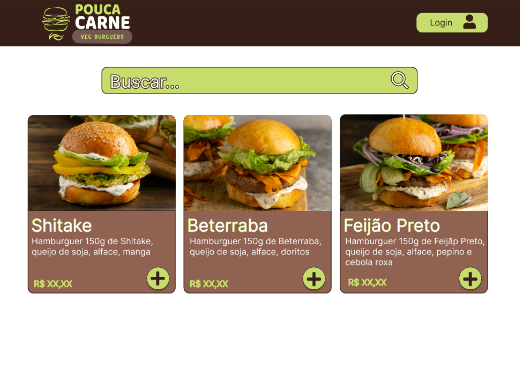 POUCA
CARNE
VEG BURGUERS
Login
Buscar...
Shitake
Hamburguer 150g de Shitake,
queijo de soja, alface, manga
R$ XX,XX
Beterraba
Hamburguer 150g de Beterraba,
queijo de soja, alface, doritos
R$ XX,XX
Feijão Preto
Hamburguer 150g de Feijãp Preto,
queijo de soja, alface, pepino e
cebola roxa
R$ XX,XX